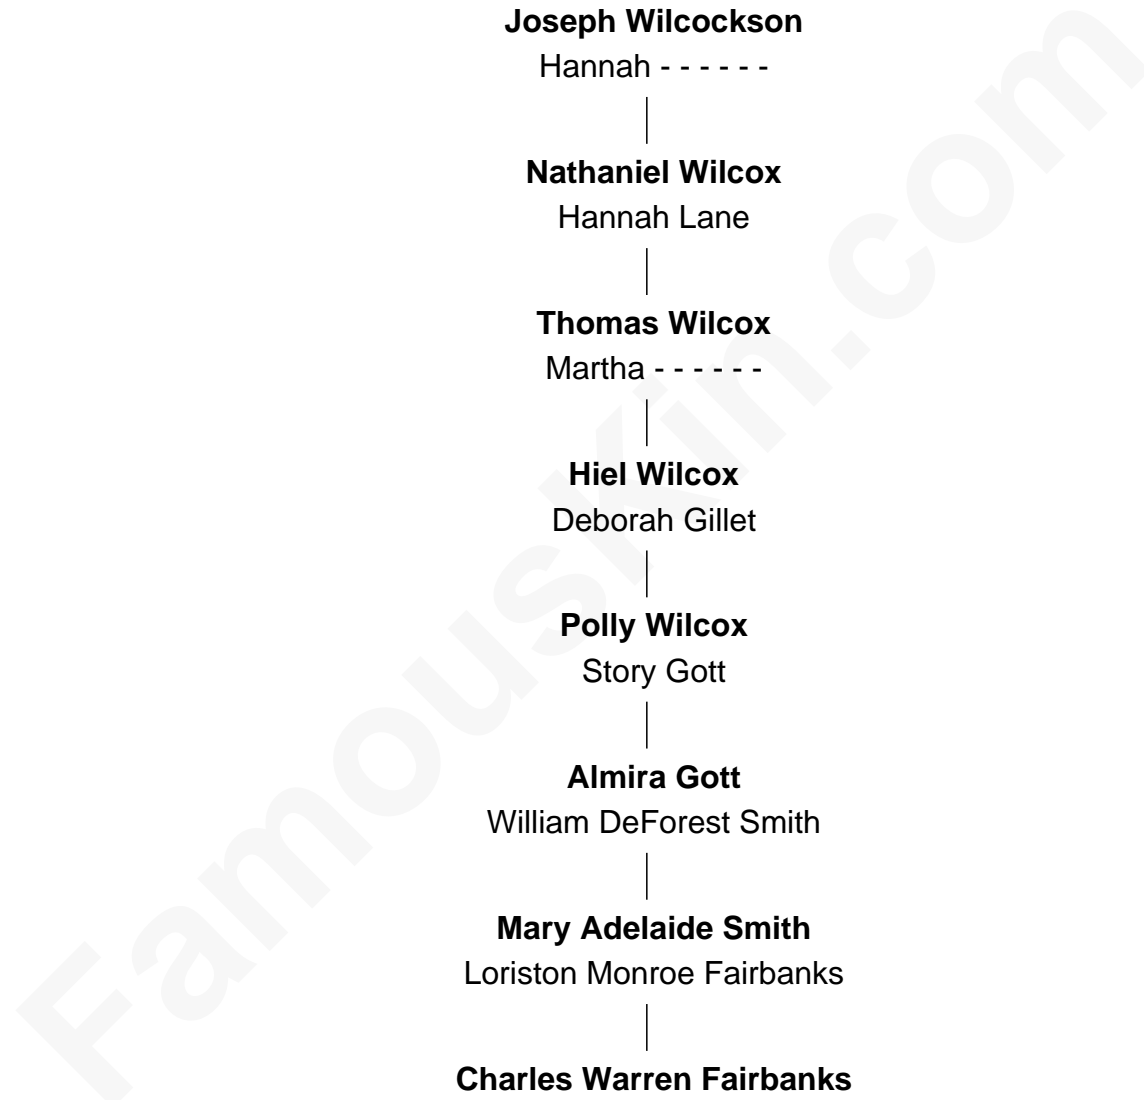 Joseph Wilcockson
Hannah - - - - - -
Nathaniel Wilcox
Hannah Lane
Thomas Wilcox
Martha - - - - - -
Hiel Wilcox
Deborah Gillet
Polly Wilcox
Story Gott
Almira Gott
William DeForest Smith
Mary Adelaide Smith
Loriston Monroe Fairbanks
Charles Warren Fairbanks
FamousKin.com